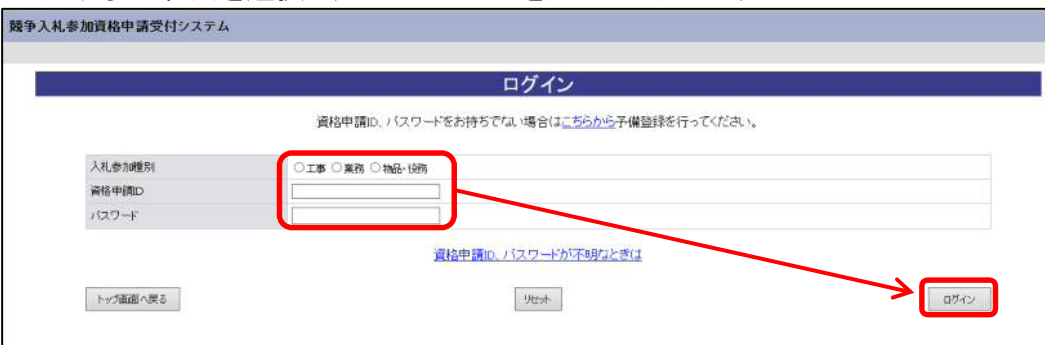 競争入札参加資格申請受付システム
ログイン
資格申請ID、パスワードをお持ちでない場合はこちらから予備登録を行ってください。
入札参加種別 ○工事 ○業務 ○物品・役務
資格申請ID
パスワード
資格申請ID、パスワードが不明なときは
トップ画面へ戻る リセット ログイン